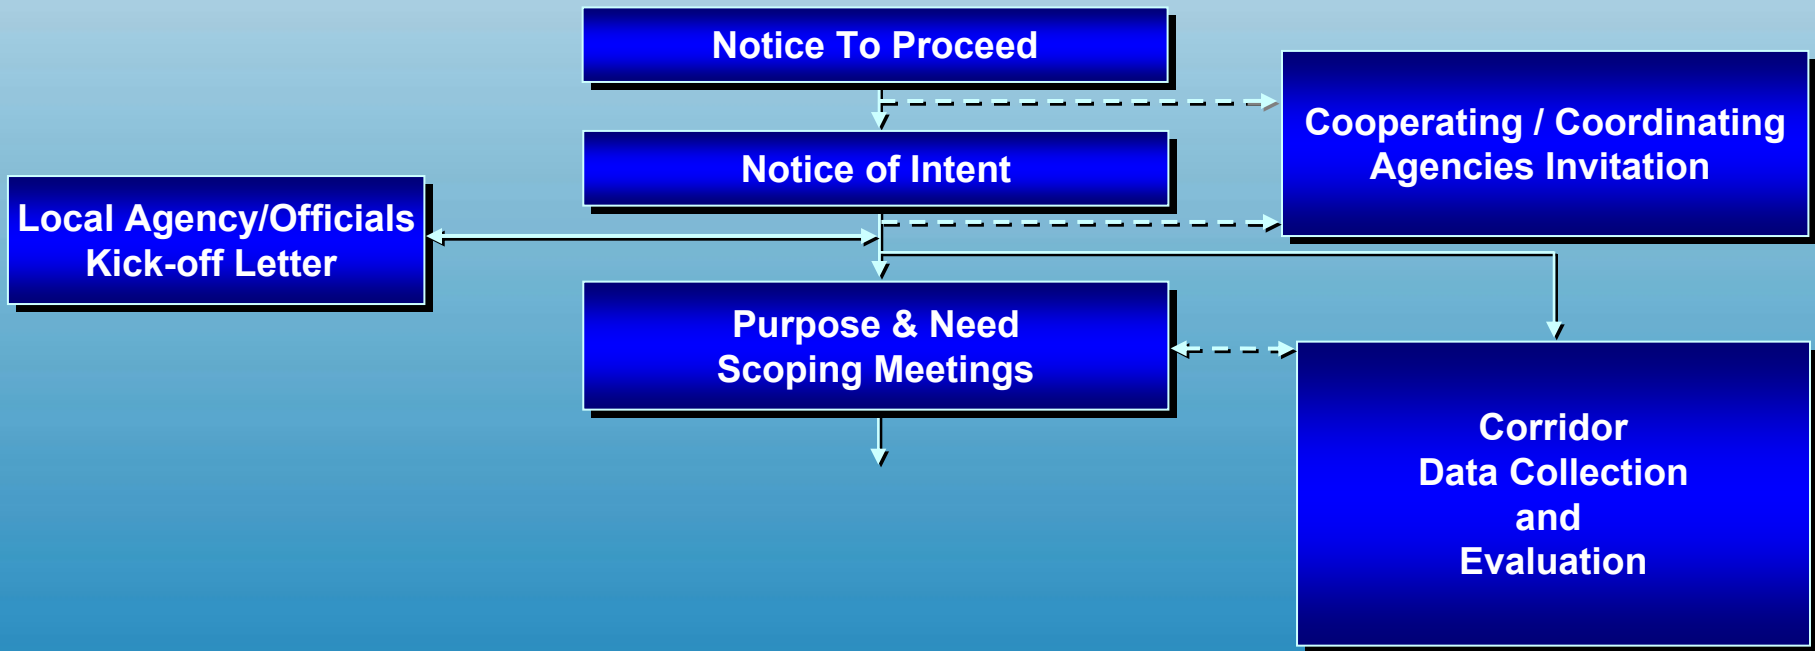 Notice To Proceed
Cooperating / Coordinating
Agencies Invitation
Notice of Intent
Local Agency/Officials
Kick-off Letter
Purpose & Need
Scoping Meetings
Corridor
Data Collection
and
Evaluation